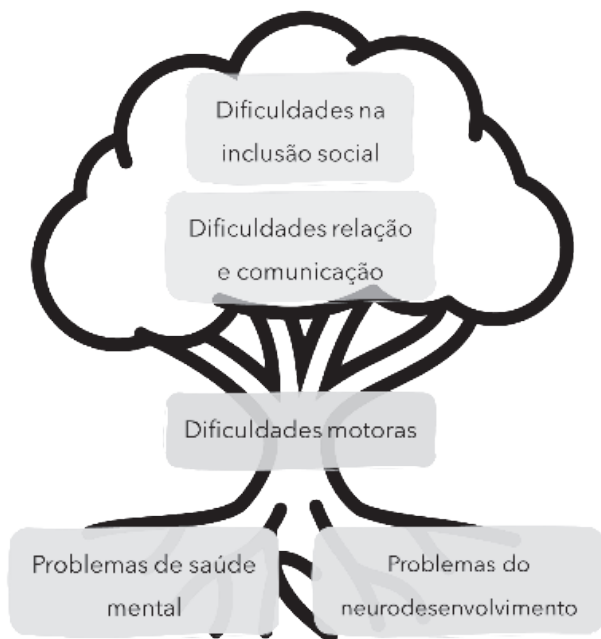 Dificuldades na
inclusão social
Dificuldades relação
e comunicação
Dificuldades motoras
Problemas de saúde
mental
Problemas do
neurodesenvolvimento